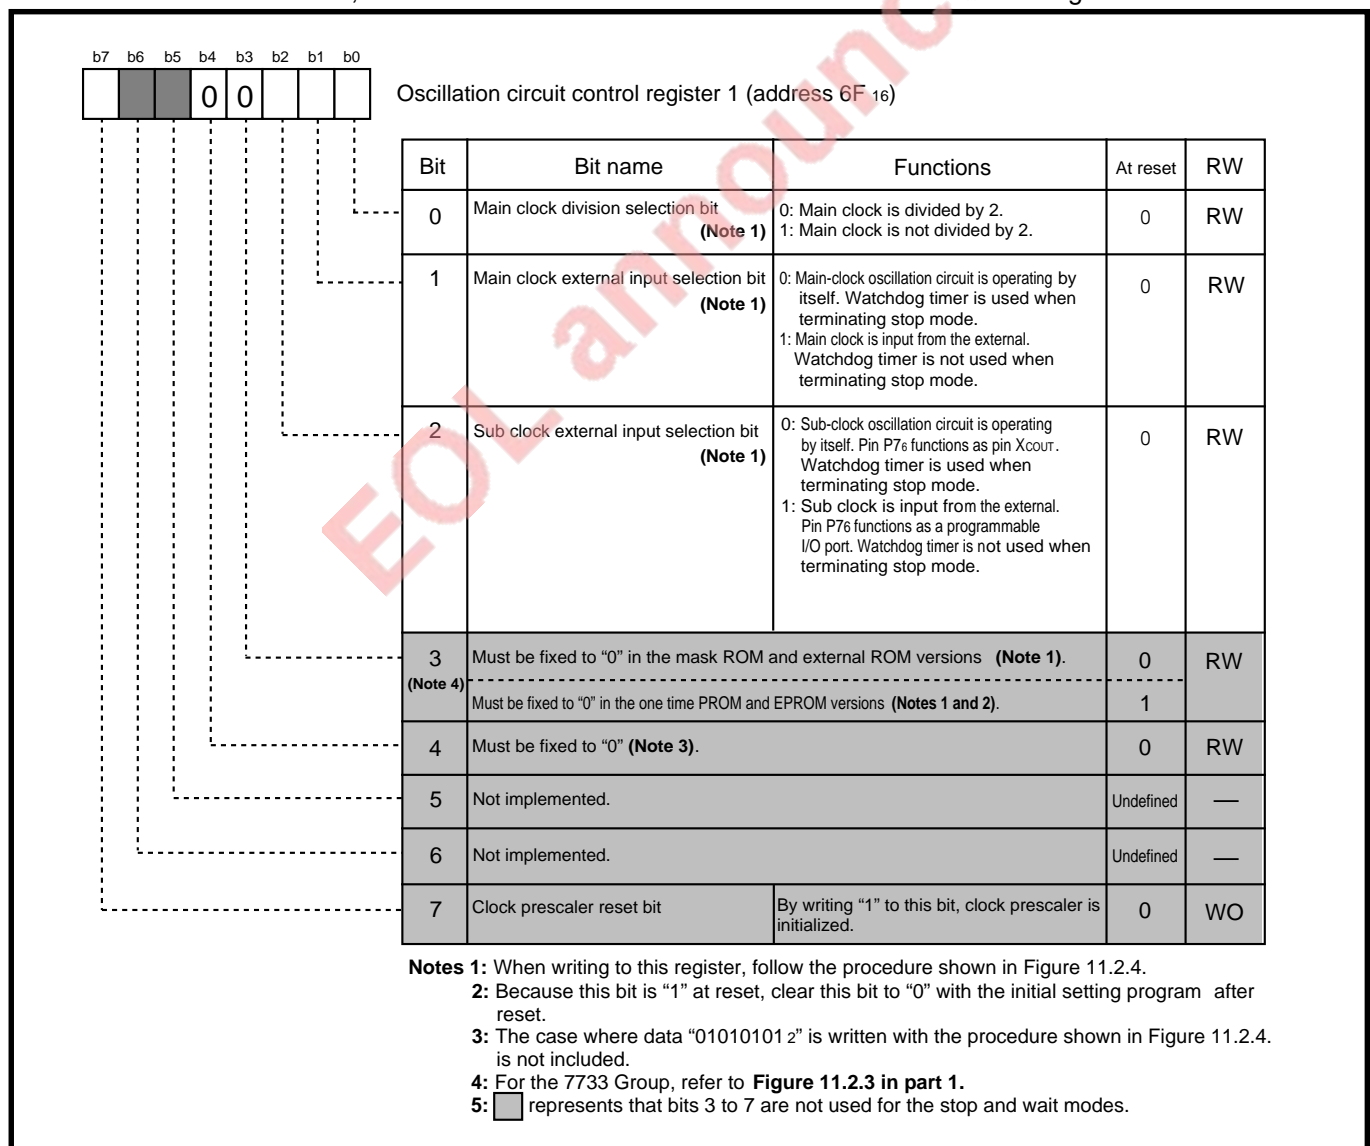 b7 b6 b5 b4 b3 b2 b1 b0
0 0
Oscillation circuit control register 1 (address 6F 16)
Bit Bit name Functions At reset RW
0 Main clock division selection bit (Note 1) 0: Main clock is divided by 2. 0 RW
1: Main clock is not divided by 2.
1 Main clock external input selection bit 0: Main-clock oscillation circuit is operating by 0 RW
(Note 1) itself. Watchdog timer is used when
terminating stop mode.
1: Main clock is input from the external.
Watchdog timer is not used when
terminating stop mode.
2 Sub clock external input selection bit 0: Sub-clock oscillation circuit is operating 0 RW
(Note 1) by itself. Pin P76 functions as pin XCOUT.
Watchdog timer is used when
terminating stop mode.
1: Sub clock is input from the external.
Pin P76 functions as a programmable
I/O port. Watchdog timer is not used when
terminating stop mode.
3 Must be fixed to “0” in the mask ROM and external ROM versions (Note 1). 0 RW
(Note 4)
Must be fixed to “0” in the one time PROM and EPROM versions (Notes 1 and 2). 1
4 Must be fixed to “0” (Note 3). 0 RW
5 Not implemented. Undefined —
6 Not implemented. Undefined —
7 Clock prescaler reset bit By writing “1” to this bit, clock prescaler is 0 WO
initialized.
Notes 1: When writing to this register, follow the procedure shown in Figure 11.2.4.
2: Because this bit is “1” at reset, clear this bit to “0” with the initial setting program after
reset.
3: The case where data “01010101 2” is written with the procedure shown in Figure 11.2.4.
is not included.
4: For the 7733 Group, refer to Figure 11.2.3 in part 1.
5: represents that bits 3 to 7 are not used for the stop and wait modes.
EOL announc